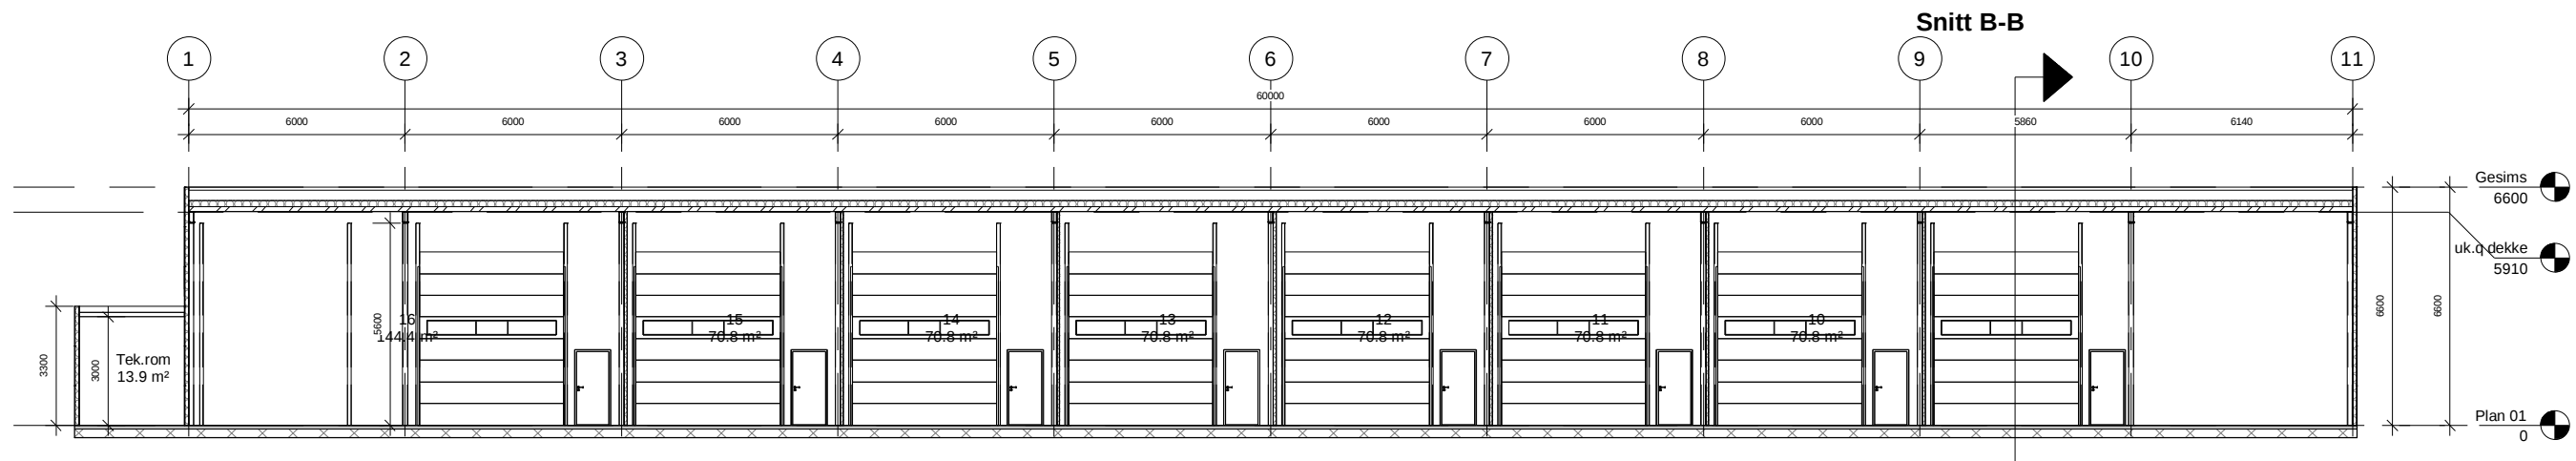 Snitt B-B
1 2 3 4 5 6 7 8 9 10 11
60000
6000 6000 6000 6000 6000 6000 6000 6000 5860 6140
Gesims
6600
uk.q dekke
5910
16
144.4 m²
15
70.8 m²
14
70.8 m²
13
70.8 m²
12
70.8 m²
11
70.8 m²
10
70.8 m²
5600
6600
6600
3300
3000
Tek.rom
13.9 m²
Plan 01
0